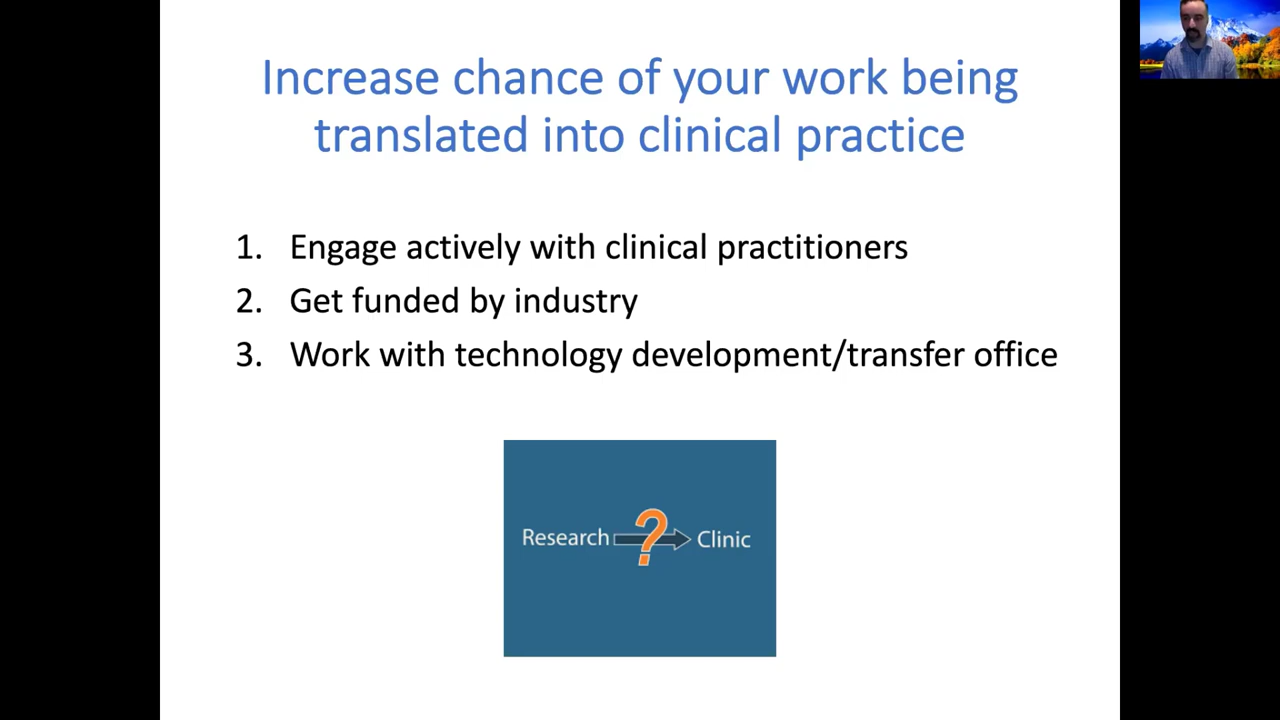 Increase chance of your work being
translated into clinical practice
1. Engage actively with clinical practitioners
2. Get funded by industry
3. Work with technology development/transfer office
Research ? Clinic